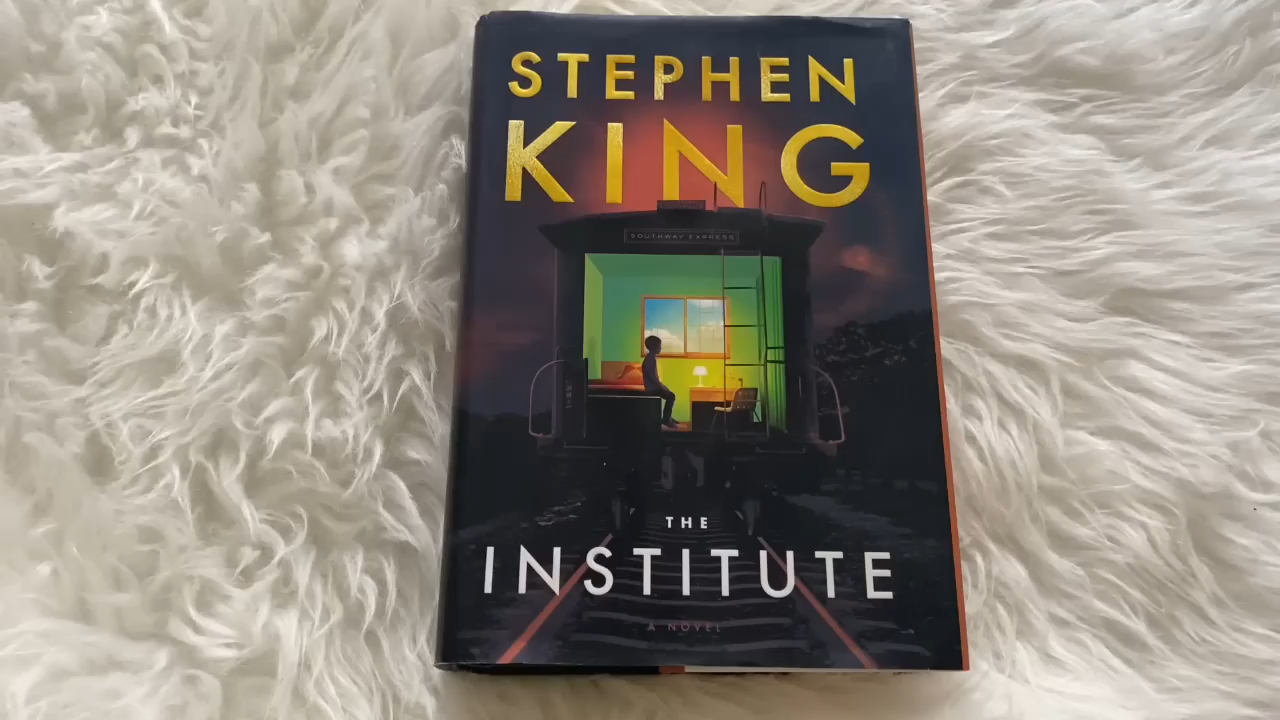 STEPHEN
KING
SOUTHWAY EXPRESS
THE
INSTITUTE
A NOVEL